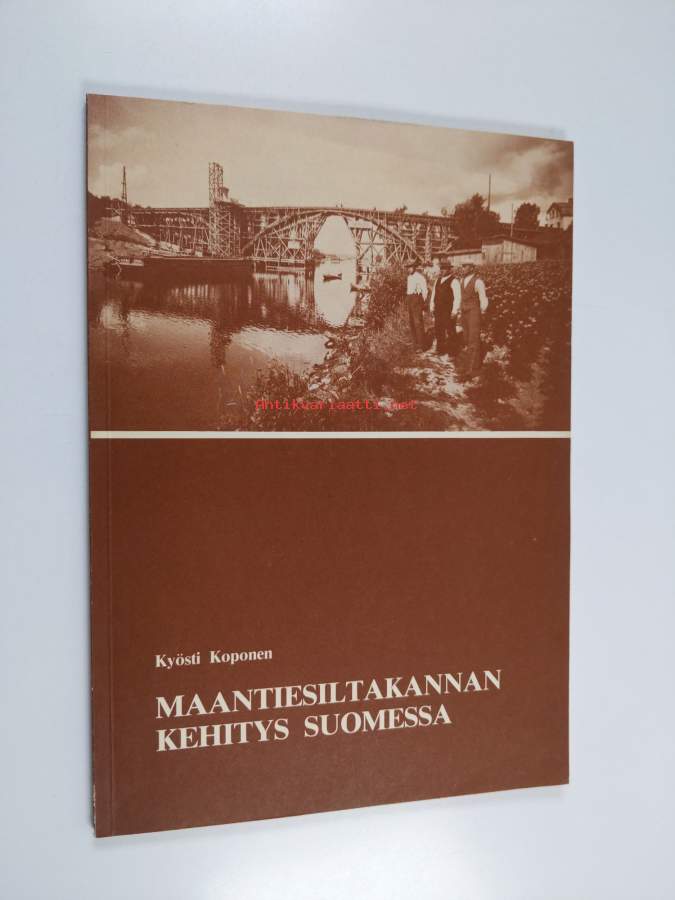 Antikvariaatti.net
Kyösti Koponen
MAANTIESILTAKANNAN
KEHITYS SUOMESSA